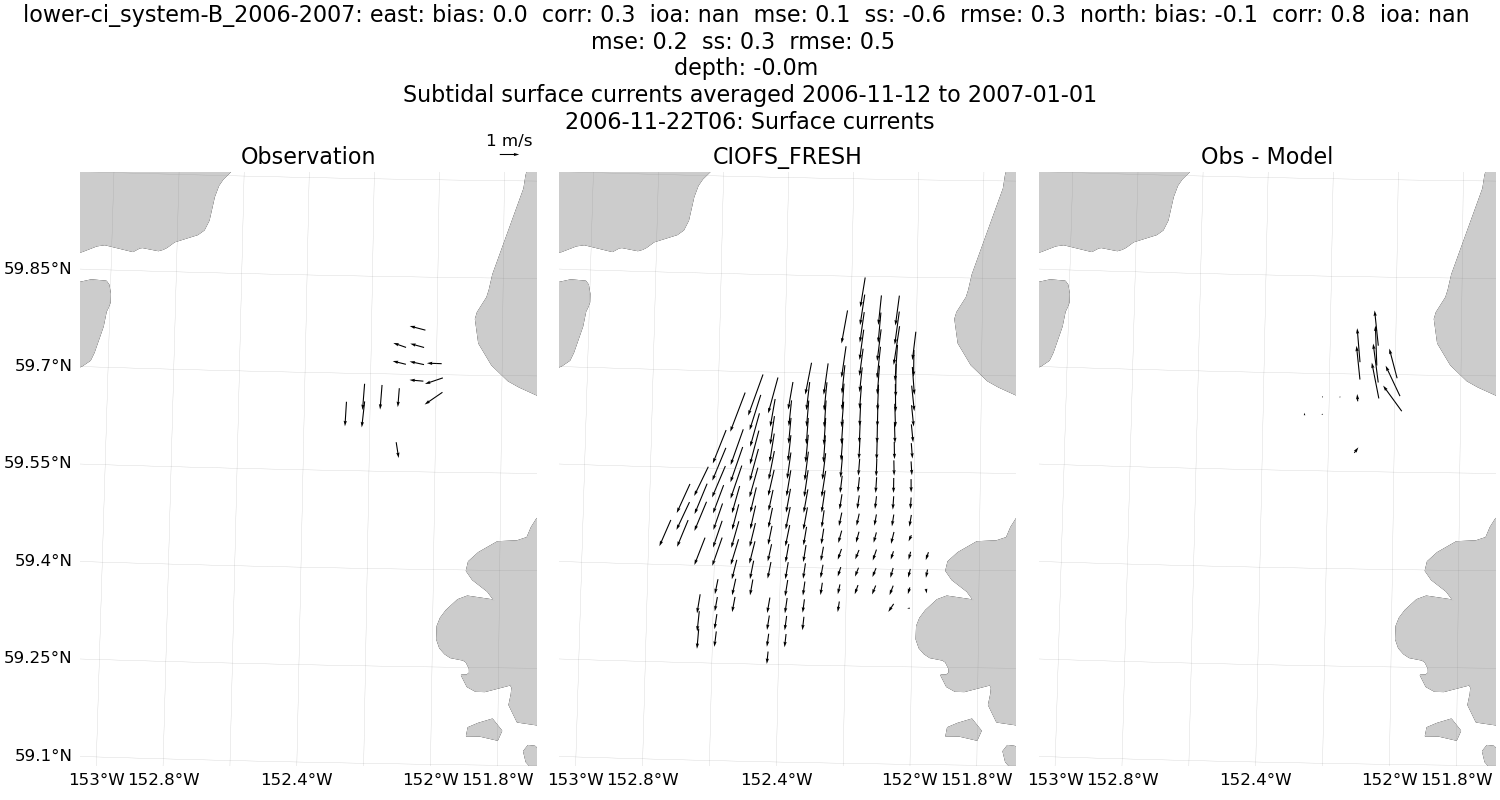 lower-ci_system-B_2006-2007: east: bias: 0.0  corr: 0.3  ioa: nan  mse: 0.1  ss: -0.6  rmse: 0.3  north: bias: -0.1  corr: 0.8  ioa: nan
mse: 0.2  ss: 0.3  rmse: 0.5
depth: -0.0m
Subtidal surface currents averaged 2006-11-12 to 2007-01-01
2006-11-22T06: Surface currents
1 m/s
Observation
CIOFS_FRESH
Obs - Model
59.85°N
59.7°N
59.55°N
59.4°N
59.25°N
59.1°N
153°W 152.8°W 152.4°W 152°W 151.8°W
153°W 152.8°W 152.4°W 152°W 151.8°W
153°W 152.8°W 152.4°W 152°W 151.8°W